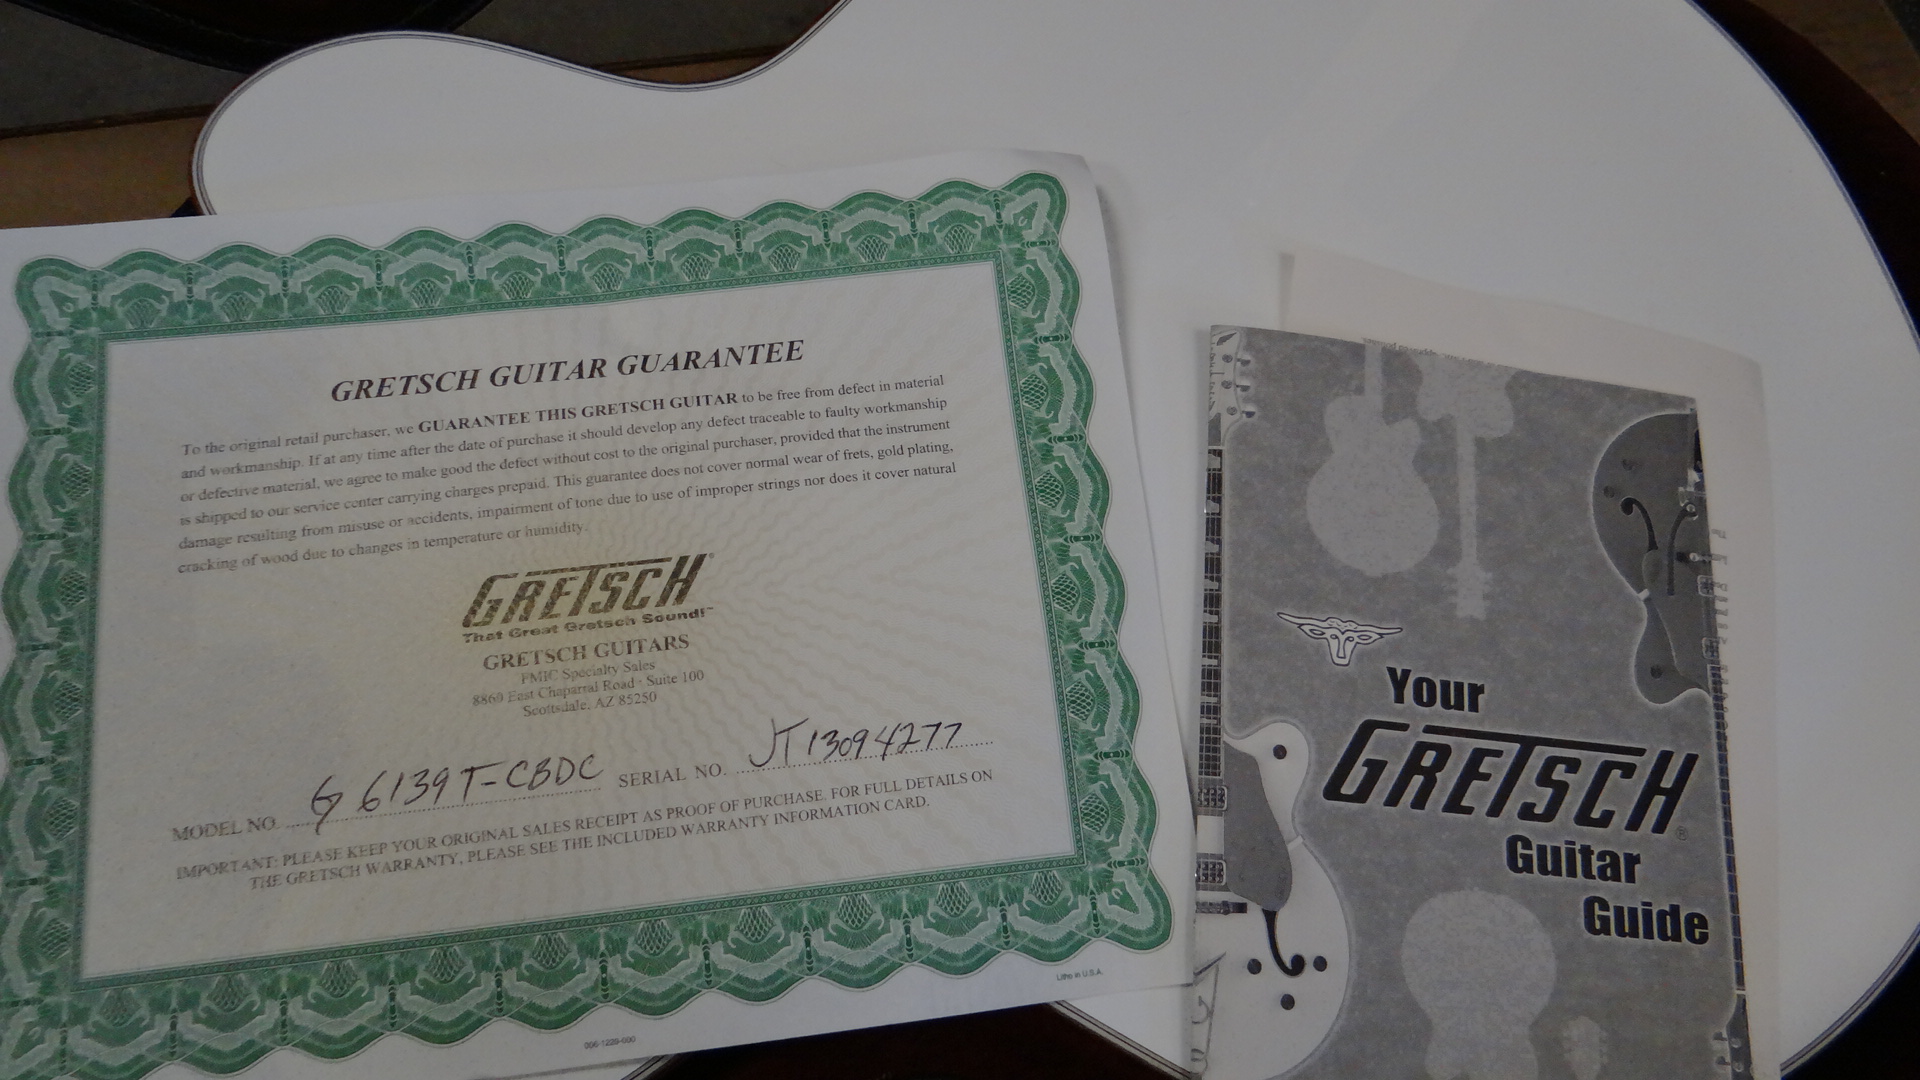 GRETSCH GUITAR GUARANTEE
To the original retail purchaser, we GUARANTEE THIS GRETSCH GUITAR to be free from defect in material
and workmanship. If at any time after the date of purchase it should develop any defect traceable to faulty workmanship
or defective material, we agree to make good the defect without cost to the original purchaser, provided that the instrument
is shipped to our service center carrying charges prepaid. This guarantee does not cover normal wear of frets, gold plating,
damage resulting from misuse or accidents, impairment of tone due to use of improper strings nor does it cover natural
cracking of wood due to changes in temperature or humidity.
GRETSCH®
That Great Gretsch Sound!™
GRETSCH GUITARS
FMIC Specialty Sales
8860 East Chaparral Road · Suite 100
Scottsdale, AZ 85250
MODEL NO. G6139T-CBDC SERIAL NO. JT13094277
IMPORTANT: PLEASE KEEP YOUR ORIGINAL SALES RECEIPT AS PROOF OF PURCHASE. FOR FULL DETAILS ON
THE GRETSCH WARRANTY, PLEASE SEE THE INCLUDED WARRANTY INFORMATION CARD.
Litho in U.S.A.
006-1229-000
Your
GRETSCH®
Guitar
Guide